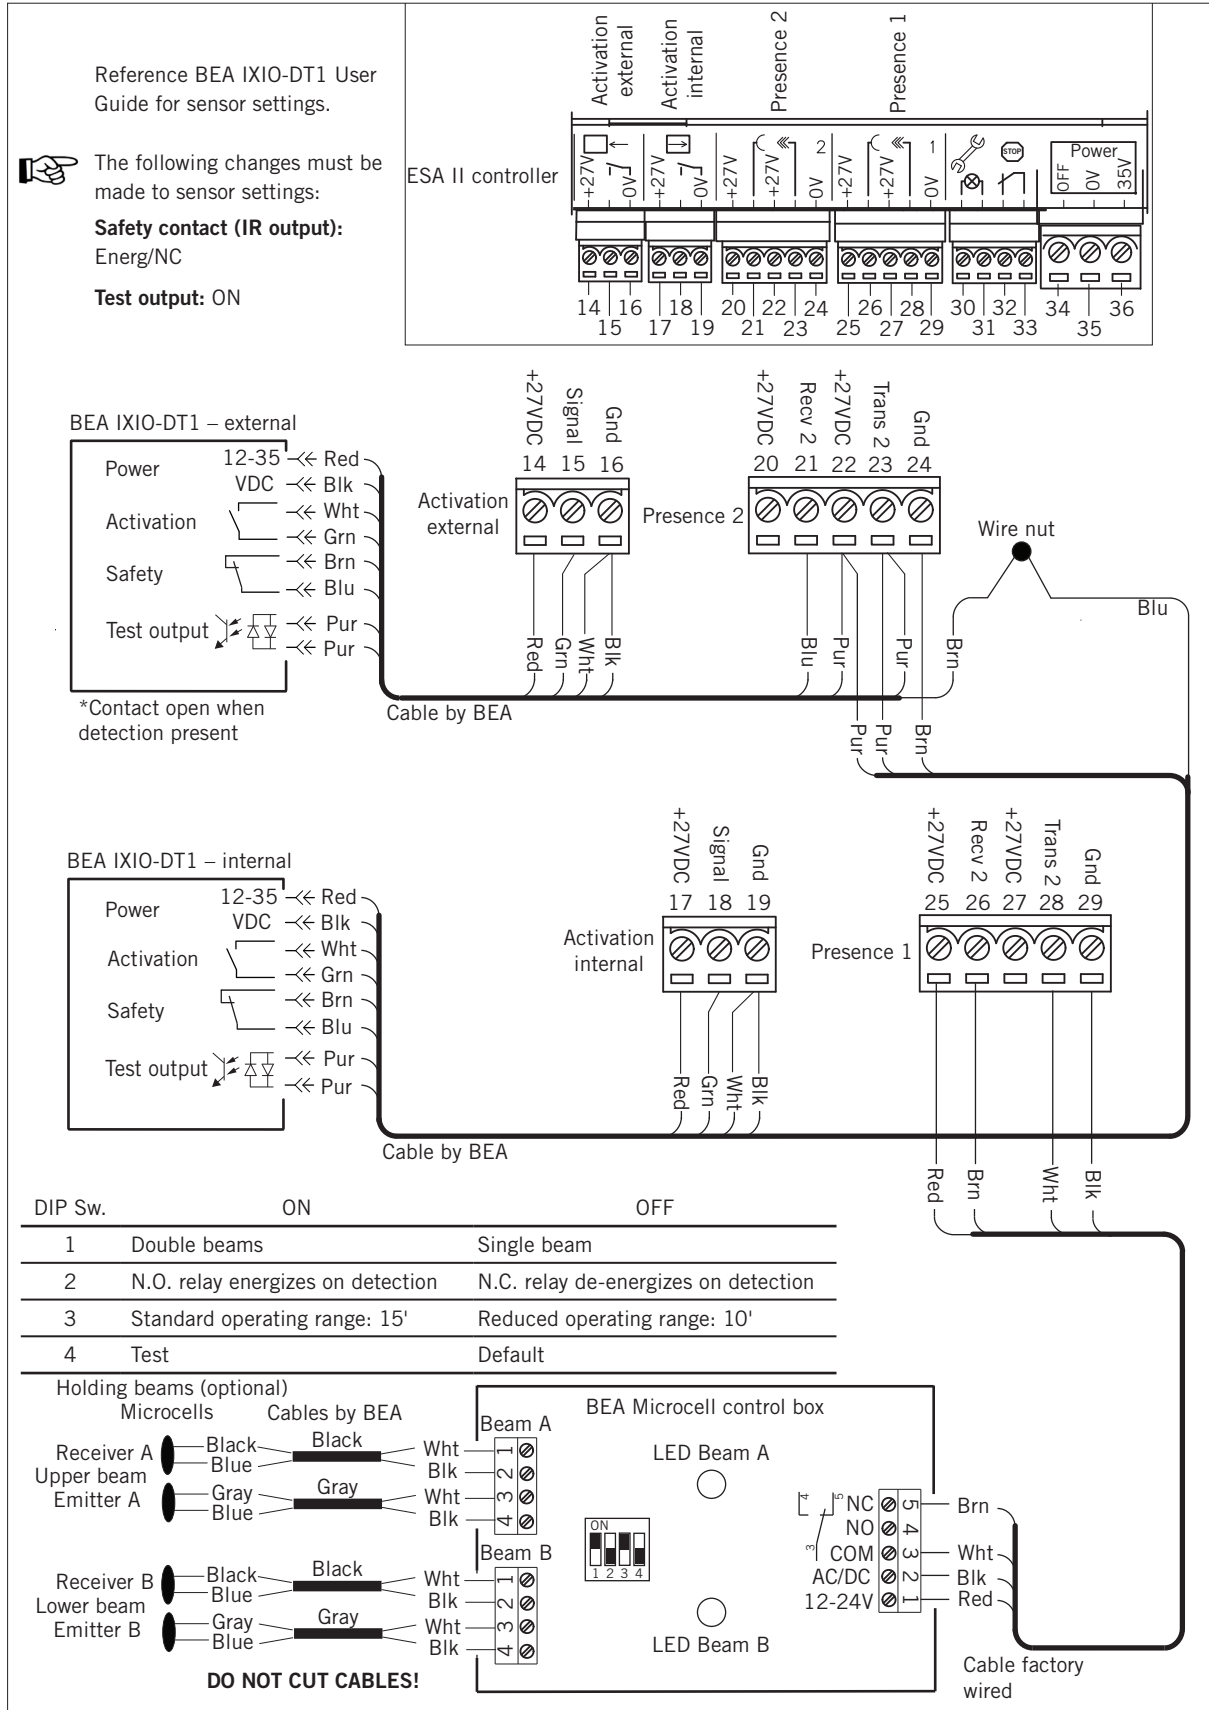 Reference BEA IXIO-DT1 User
Guide for sensor settings.
The following changes must be
made to sensor settings:
Safety contact (IR output):
Energ/NC
Test output: ON
ESA II controller
Activation
external
Activation
internal
Presence 2
Presence 1
+27V
0V
+27V
0V
+27V
+27V
2
0V
+27V
+27V
1
0V
STOP
Power
OFF
0V
35V
14 15 16 17 18 19 20 21 22 23 24 25 26 27 28 29 30 31 32 33 34 35 36
BEA IXIO-DT1 – external
Power
12-35
VDC
Activation
Safety
Test output
Red
Blk
Wht
Grn
Brn
Blu
Pur
Pur
*Contact open when
detection present
Cable by BEA
Activation
external
+27VDC
Signal
Gnd
14 15 16
Red
Grn
Wht
Blk
Presence 2
+27VDC
Recv 2
+27VDC
Trans 2
Gnd
20 21 22 23 24
Blu
Pur
Pur
Brn
Pur
Pur
Brn
Wire nut
Blu
BEA IXIO-DT1 – internal
Power
12-35
VDC
Activation
Safety
Test output
Red
Blk
Wht
Grn
Brn
Blu
Pur
Pur
Cable by BEA
Activation
internal
+27VDC
Signal
Gnd
17 18 19
Red
Grn
Wht
Blk
Presence 1
+27VDC
Recv 2
+27VDC
Trans 2
Gnd
25 26 27 28 29
Red
Brn
Wht
Blk
DIP Sw. ON OFF
1 Double beams Single beam
2 N.O. relay energizes on detection N.C. relay de-energizes on detection
3 Standard operating range: 15' Reduced operating range: 10'
4 Test Default
Holding beams (optional)
Microcells
Cables by BEA
Receiver A
Upper beam
Emitter A
Black
Blue
Black
Gray
Blue
Gray
Wht
Blk
Wht
Blk
Beam A
1
2
3
4
Receiver B
Lower beam
Emitter B
Black
Blue
Black
Gray
Blue
Gray
Wht
Blk
Wht
Blk
Beam B
1
2
3
4
DO NOT CUT CABLES!
BEA Microcell control box
LED Beam A
LED Beam B
ON
1 2 3 4
4
5
3
NC 5
NO 4
COM 3
AC/DC 2
12-24V 1
Brn
Wht
Blk
Red
Cable factory
wired